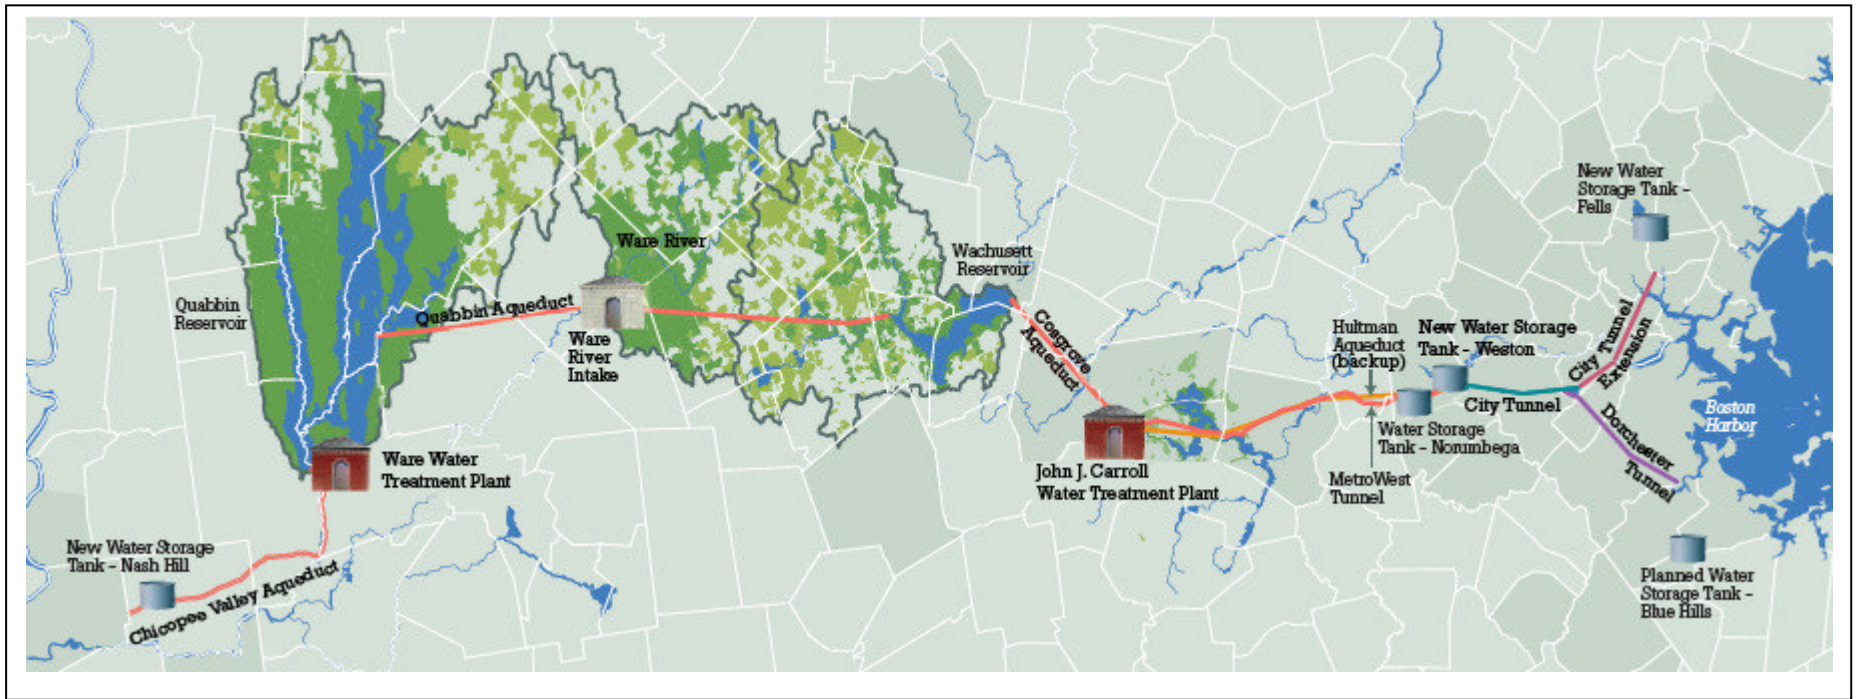 New Water
Storage Tank –
Fells
Ware River
Wachusett
Reservoir
Quabbin
Reservoir
Quabbin Aqueduct
Ware
River
Intake
Cosgrove
Aqueduct
Hultman
Aqueduct
(backup)
New Water Storage
Tank – Weston
City Tunnel
Extension
City Tunnel
Boston
Harbor
Water Storage
Tank – Norumbega
Dorchester
Tunnel
MetroWest
Tunnel
Ware Water
Treatment Plant
John J. Carroll
Water Treatment Plant
New Water Storage
Tank – Nash Hill
Chicopee Valley Aqueduct
Planned Water
Storage Tank –
Blue Hills